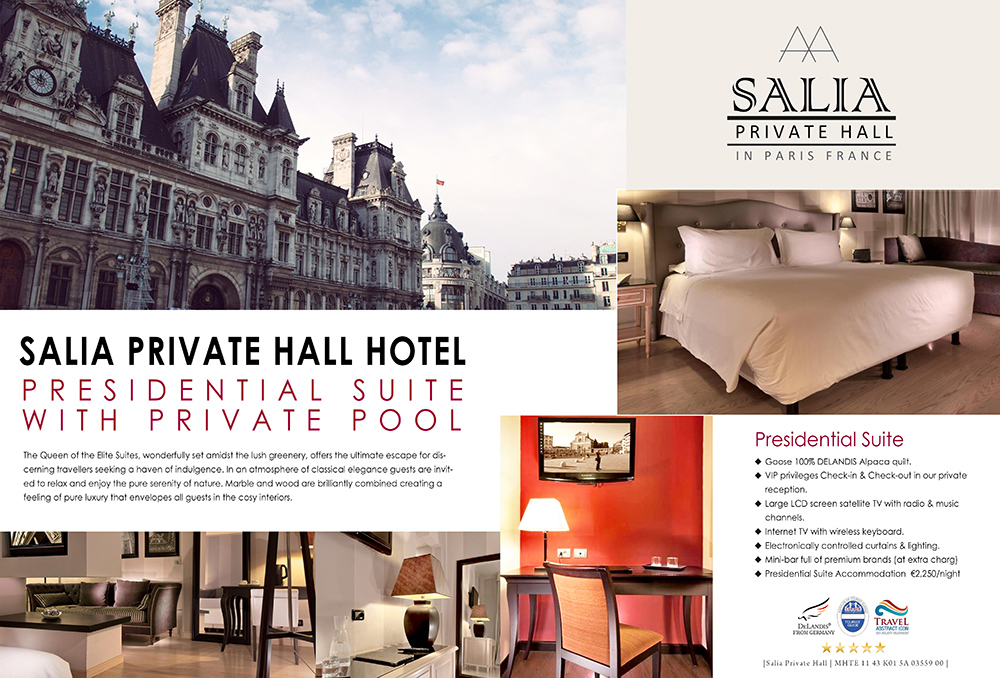 SALIA
PRIVATE HALL
IN PARIS FRANCE
SALIA PRIVATE HALL HOTEL
PRESIDENTIAL SUITE
WITH PRIVATE POOL
The Queen of the Elite Suites, wonderfully set amidst the lush greenery, offers the ultimate escape for dis-
cerning travellers seeking a haven of indulgence. In an atmosphere of classical elegance guests are invit-
ed to relax and enjoy the pure serenity of nature. Marble and wood are brilliantly combined creating a
feeling of pure luxury that envelopes all guests in the cosy interiors.
Presidential Suite
◆ Goose 100% DELANDIS Alpaca quilt.
◆ VIP privileges Check-in & Check-out in our private
reception.
◆ Large LCD screen satellite TV with radio & music
channels.
◆ Internet TV with wireless keyboard.
◆ Electronically controlled curtains & lighting.
◆ Mini-bar full of premium brands (at extra charg)
◆ Presidential Suite Accommodation €2,250/night
DELANDIS®
FROM GERMANY
TRAVEL
ABSTRACT ICON
|Salia Private Hall | MHTE 11 43 K01 5A 03559 00 |